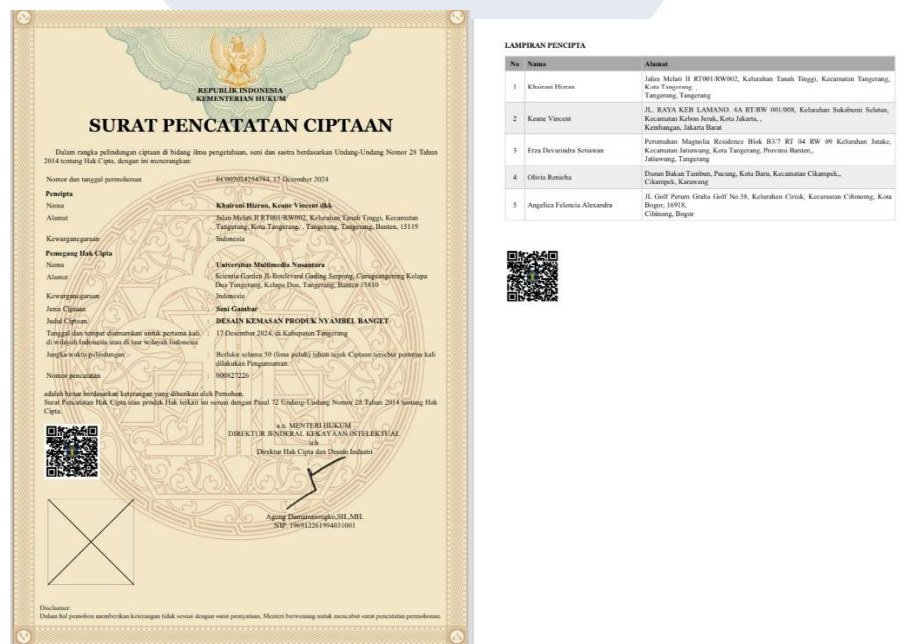 REPUBLIK INDONESIA
KEMENTERIAN HUKUM
SURAT PENCATATAN CIPTAAN
Dalam rangka pelindungan ciptaan di bidang ilmu pengetahuan, seni dan sastra berdasarkan Undang-Undang Nomor 28 Tahun
2014 tentang Hak Cipta, dengan ini menerangkan:
Nomor dan tanggal permohonan : EC002024254794, 17 Desember 2024
Pencipta
Nama : Khairani Hizran, Keane Vincent dkk
Alamat : Jalan Melati II RT001/RW002, Kelurahan Tanah Tinggi, Kecamatan
Tangerang, Kota Tangerang, , Tangerang, Tangerang, Banten, 15119
Kewarganegaraan : Indonesia
Pemegang Hak Cipta
Nama : Universitas Multimedia Nusantara
Alamat : Scientia Garden Jl. Boulevard Gading Serpong, Curugsangereng Kelapa
Dua Tangerang, Kelapa Dua, Tangerang, Banten 15810
Kewarganegaraan : Indonesia
Jenis Ciptaan : Seni Gambar
Judul Ciptaan : DESAIN KEMASAN PRODUK NYAMBEL BANGET
Tanggal dan tempat diumumkan untuk pertama kali : 17 Desember 2024, di Kabupaten Tangerang
di wilayah Indonesia atau di luar wilayah Indonesia
Jangka waktu pelindungan : Berlaku selama 50 (lima puluh) tahun sejak Ciptaan tersebut pertama kali
dilakukan Pengumuman.
Nomor pencatatan : 000827226
adalah benar berdasarkan keterangan yang diberikan oleh Pemohon.
Surat Pencatatan Hak Cipta atau produk Hak terkait ini sesuai dengan Pasal 72 Undang-Undang Nomor 28 Tahun 2014 tentang Hak
Cipta.
a.n. MENTERI HUKUM
DIREKTUR JENDERAL KEKAYAAN INTELEKTUAL
u.b
Direktur Hak Cipta dan Desain Industri
Agung Damarsasongko,SH.,MH.
NIP. 196912261994031001
Disclaimer:
Dalam hal pemohon memberikan keterangan tidak sesuai dengan surat pernyataan, Menteri berwenang untuk mencabut surat pencatatan permohonan.
LAMPIRAN PENCIPTA
No Nama Alamat
1 Khairani Hizran Jalan Melati II RT001/RW002, Kelurahan Tanah Tinggi, Kecamatan Tangerang,
Kota Tangerang, ,
Tangerang, Tangerang
2 Keane Vincent JL. RAYA KEB LAMANO. 4A RT/RW 001/008, Kelurahan Sukabumi Selatan,
Kecamatan Kebon Jeruk, Kota Jakarta, ,
Kembangan, Jakarta Barat
3 Erza Devarindra Setiawan Perumahan Magnolia Residence Blok B3/7 RT 04 RW 09 Kelurahan Jatake,
Kecamatan Jatiuwung, Kota Tangerang, Provinsi Banten,,
Jatiuwung, Tangerang
4 Olivia Renicha Dusun Bakan Tambun, Pucung, Kota Baru, Kecamatan Cikampek,,
Cikampek, Karawang
5 Angelica Felencia Alexandra JL Golf Perum Graha Golf No.38, Kelurahan Ciriuk, Kecamatan Cibinong, Kota
Bogor, 16918,
Cibinong, Bogor